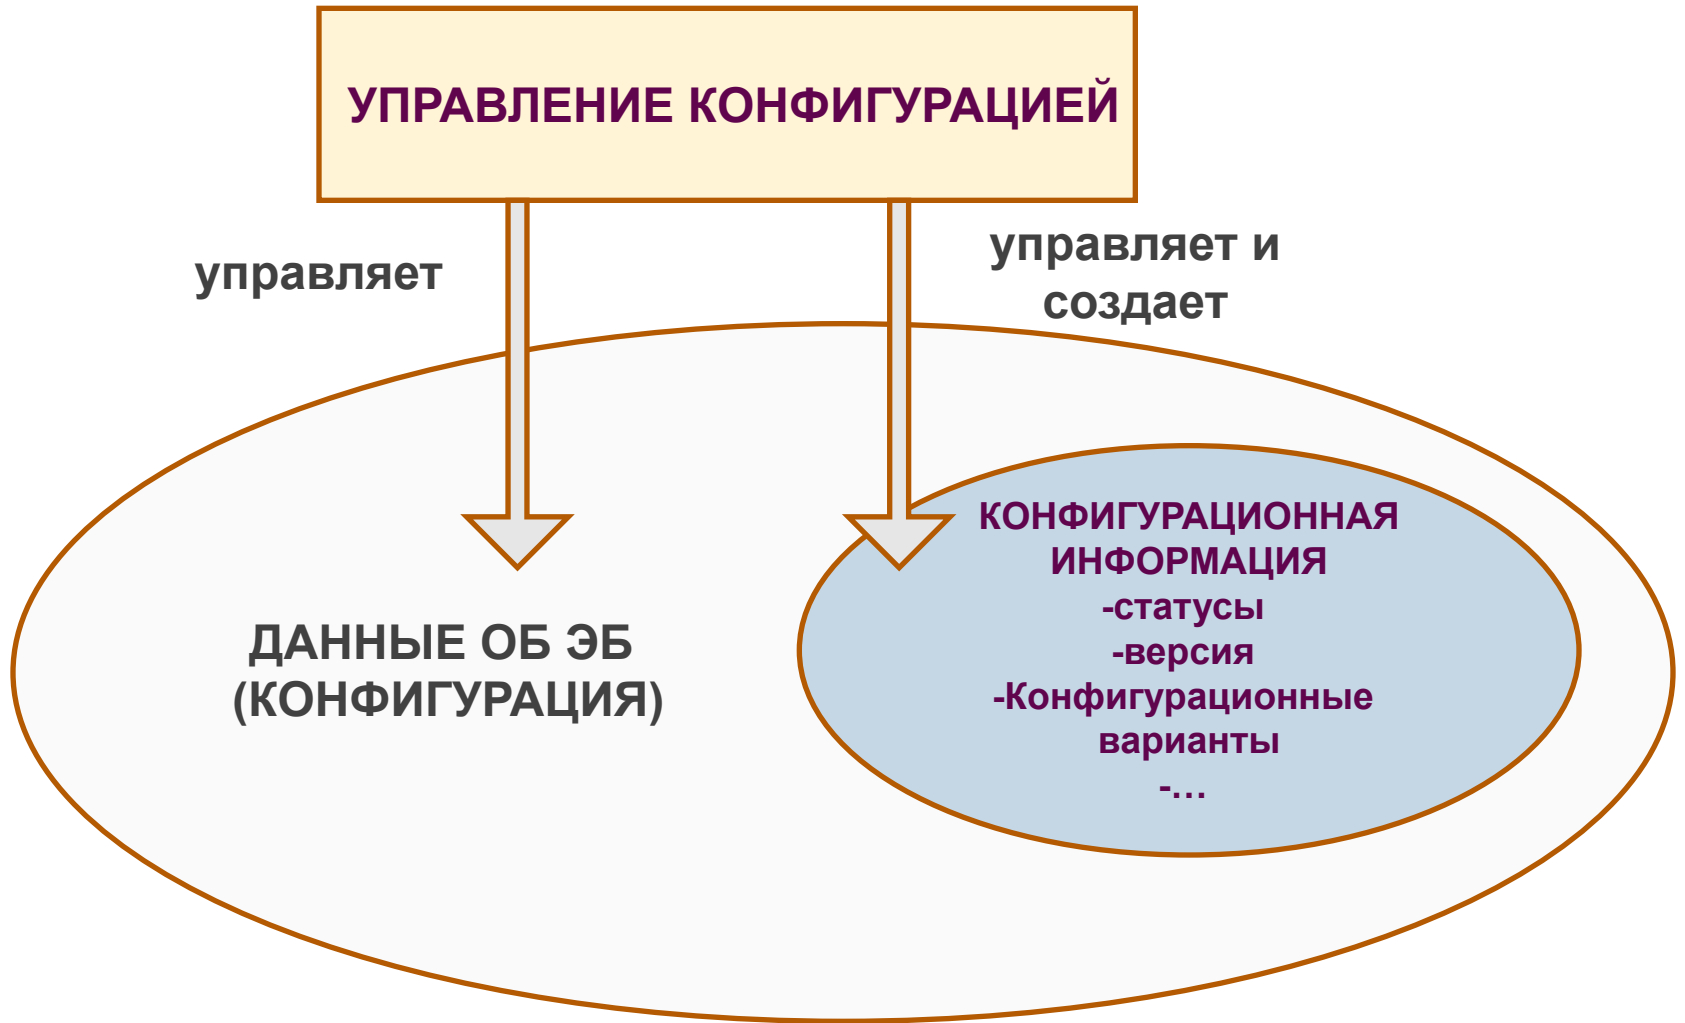 УПРАВЛЕНИЕ КОНФИГУРАЦИЕЙ
управляет
управляет и
создает
КОНФИГУРАЦИОННАЯ
ИНФОРМАЦИЯ
-статусы
-версия
-Конфигурационные
варианты
-...
ДАННЫЕ ОБ ЭБ
(КОНФИГУРАЦИЯ)